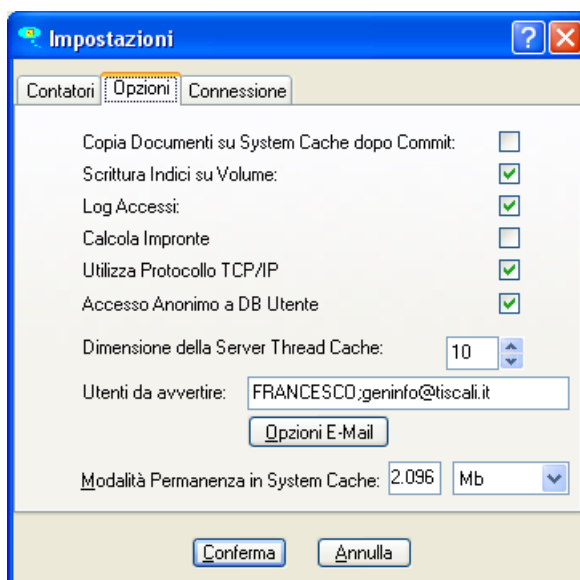 Impostazioni
Contatori Opzioni Connessione
Copia Documenti su System Cache dopo Commit:
Scrittura Indici su Volume:
Log Accessi:
Calcola Impronte
Utilizza Protocollo TCP/IP
Accesso Anonimo a DB Utente
Dimensione della Server Thread Cache: 10
Utenti da avvertire: FRANCESCO;geninfo@tiscali.it
Opzioni E-Mail
Modalità Permanenza in System Cache: 2.096 Mb
Conferma Annulla